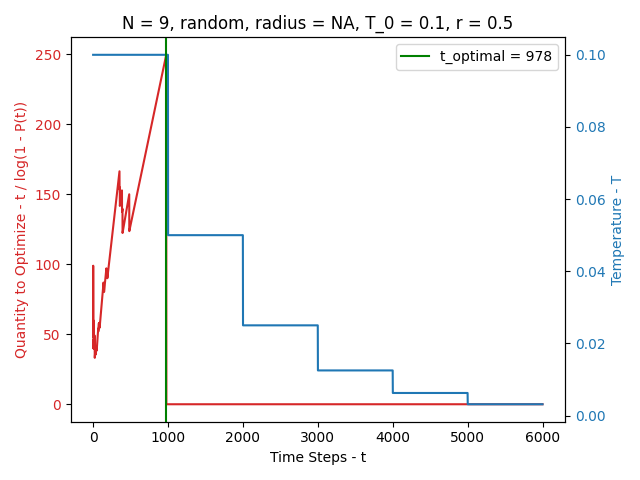 N = 9, random, radius = NA, T_0 = 0.1, r = 0.5
t_optimal = 978
Quantity to Optimize - t / log(1 - P(t))
250
200
150
100
50
0
0.10
0.08
0.06
0.04
0.02
0.00
Temperature - T
0 1000 2000 3000 4000 5000 6000
Time Steps - t